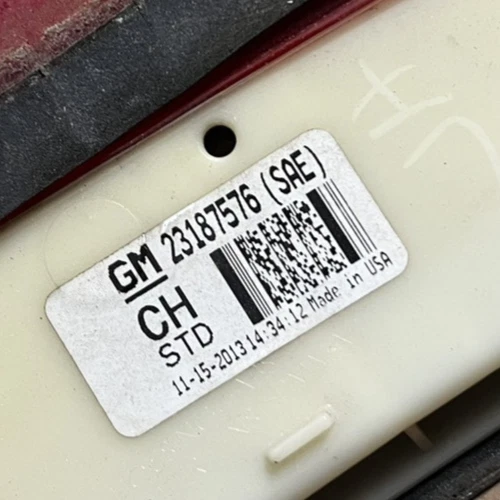 GM 23187576 (SAE)
CH
STD
11-15-2013 14:34:12 Made in USA